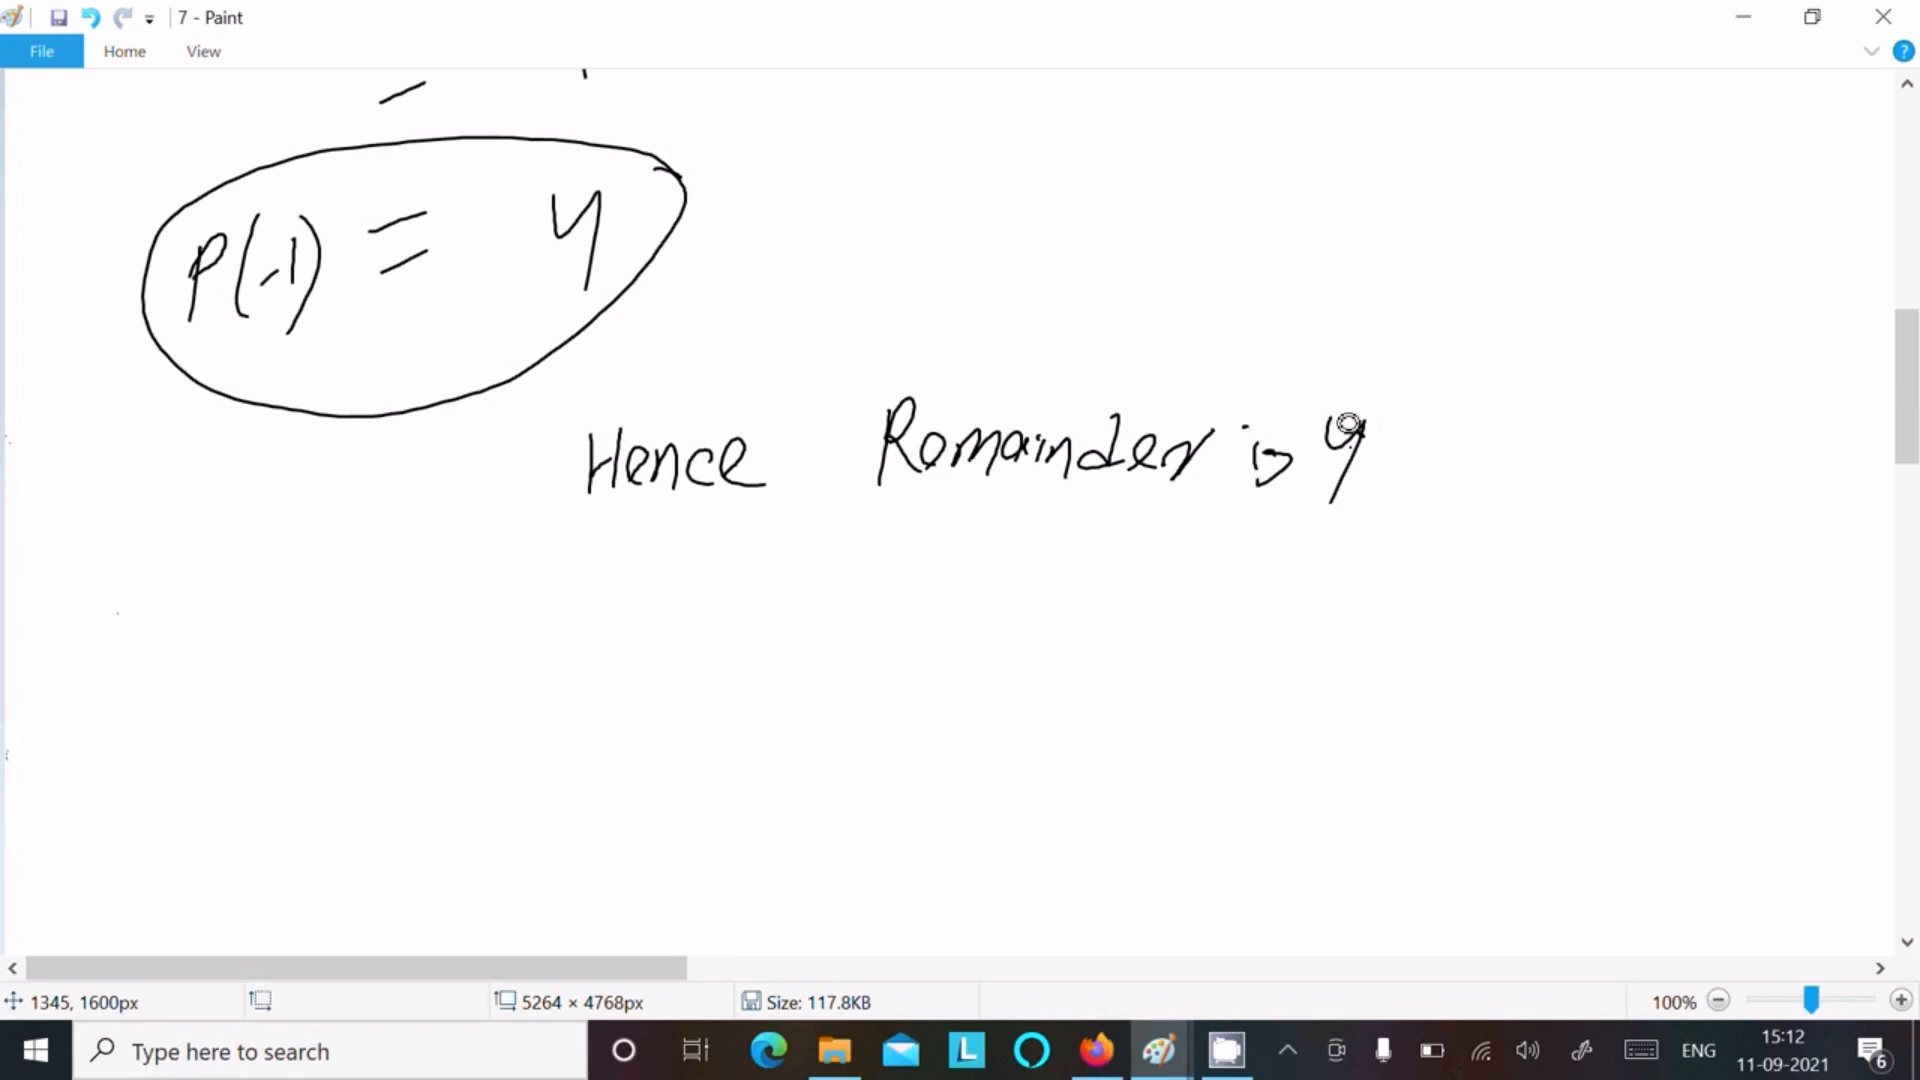 7 - Paint
File Home View
P(-1) = 4
Hence Remainder is 4
1345, 1600px 5264 × 4768px Size: 117.8KB 100%
Type here to search L ENG 15:12
11-09-2021 6